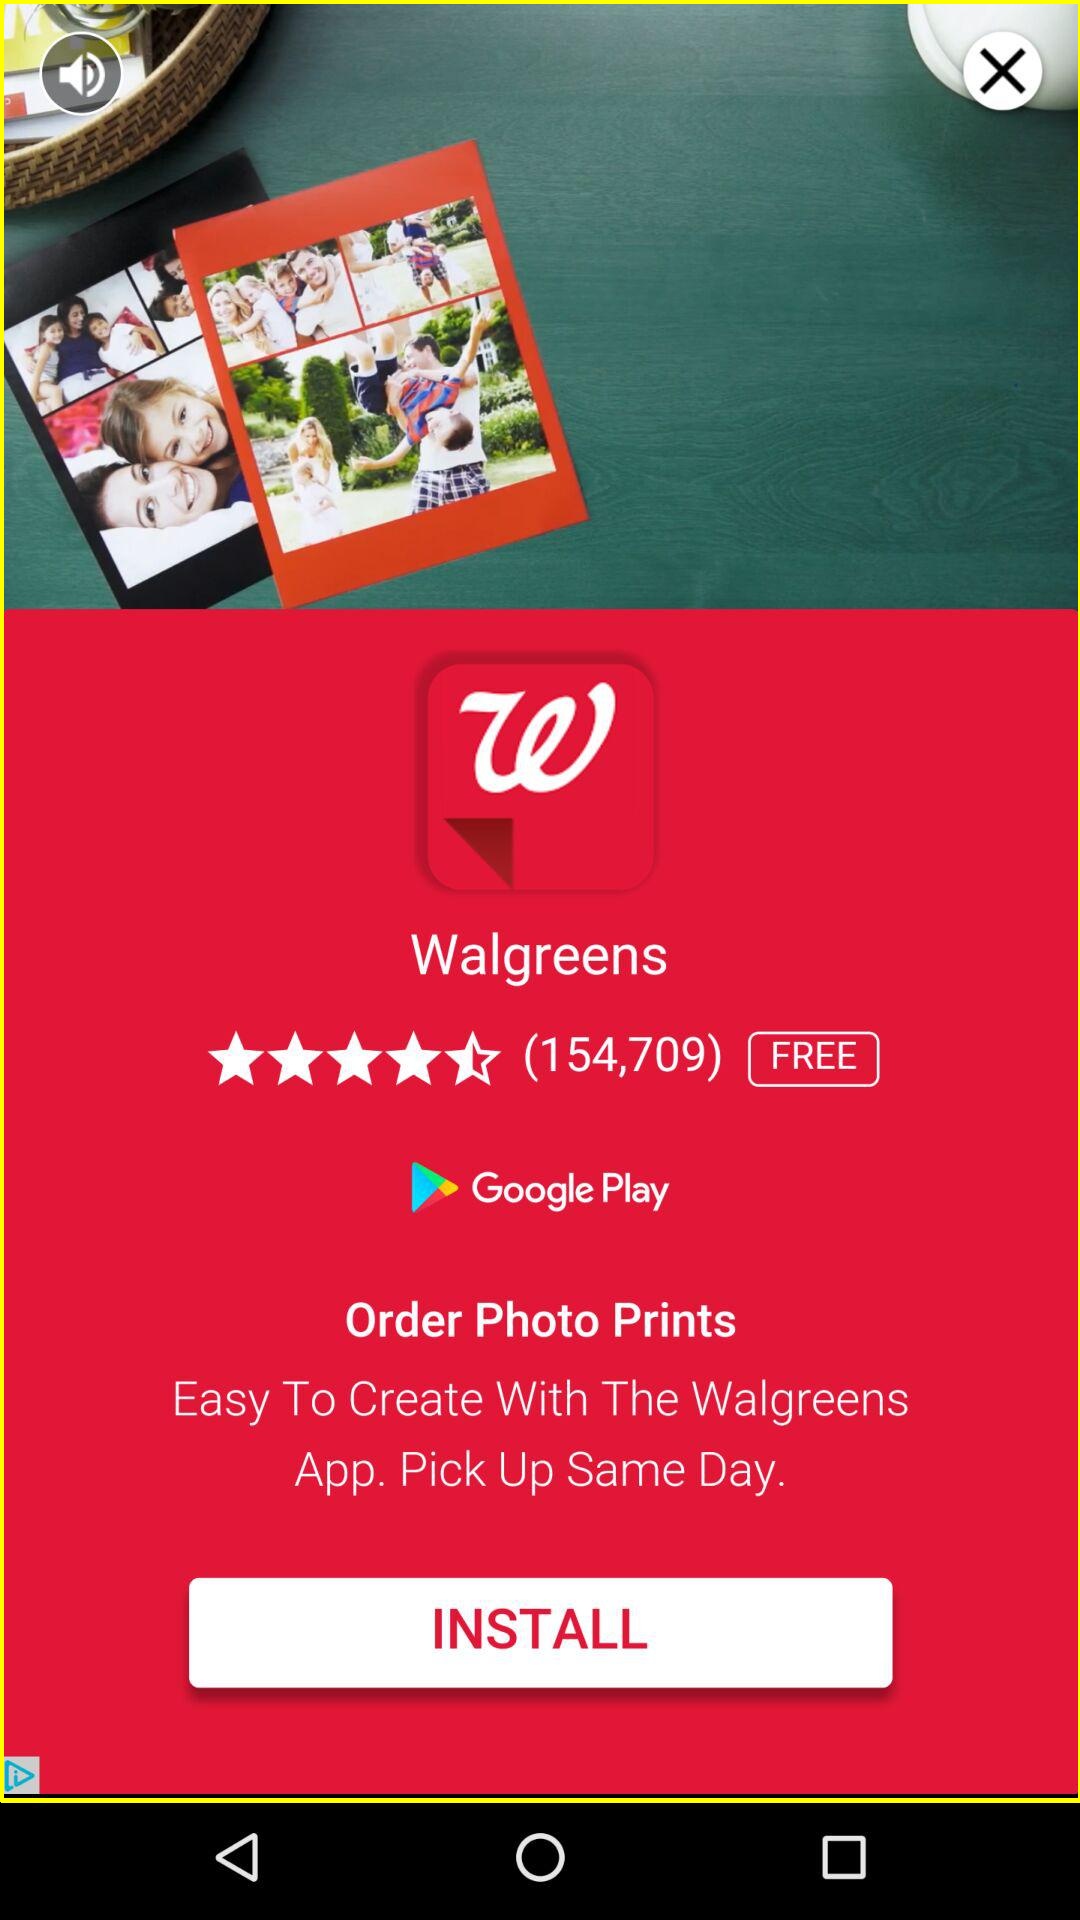 Walgreens
(154,709) FREE
Google Play
Order Photo Prints
Easy To Create With The Walgreens
App. Pick Up Same Day.
INSTALL